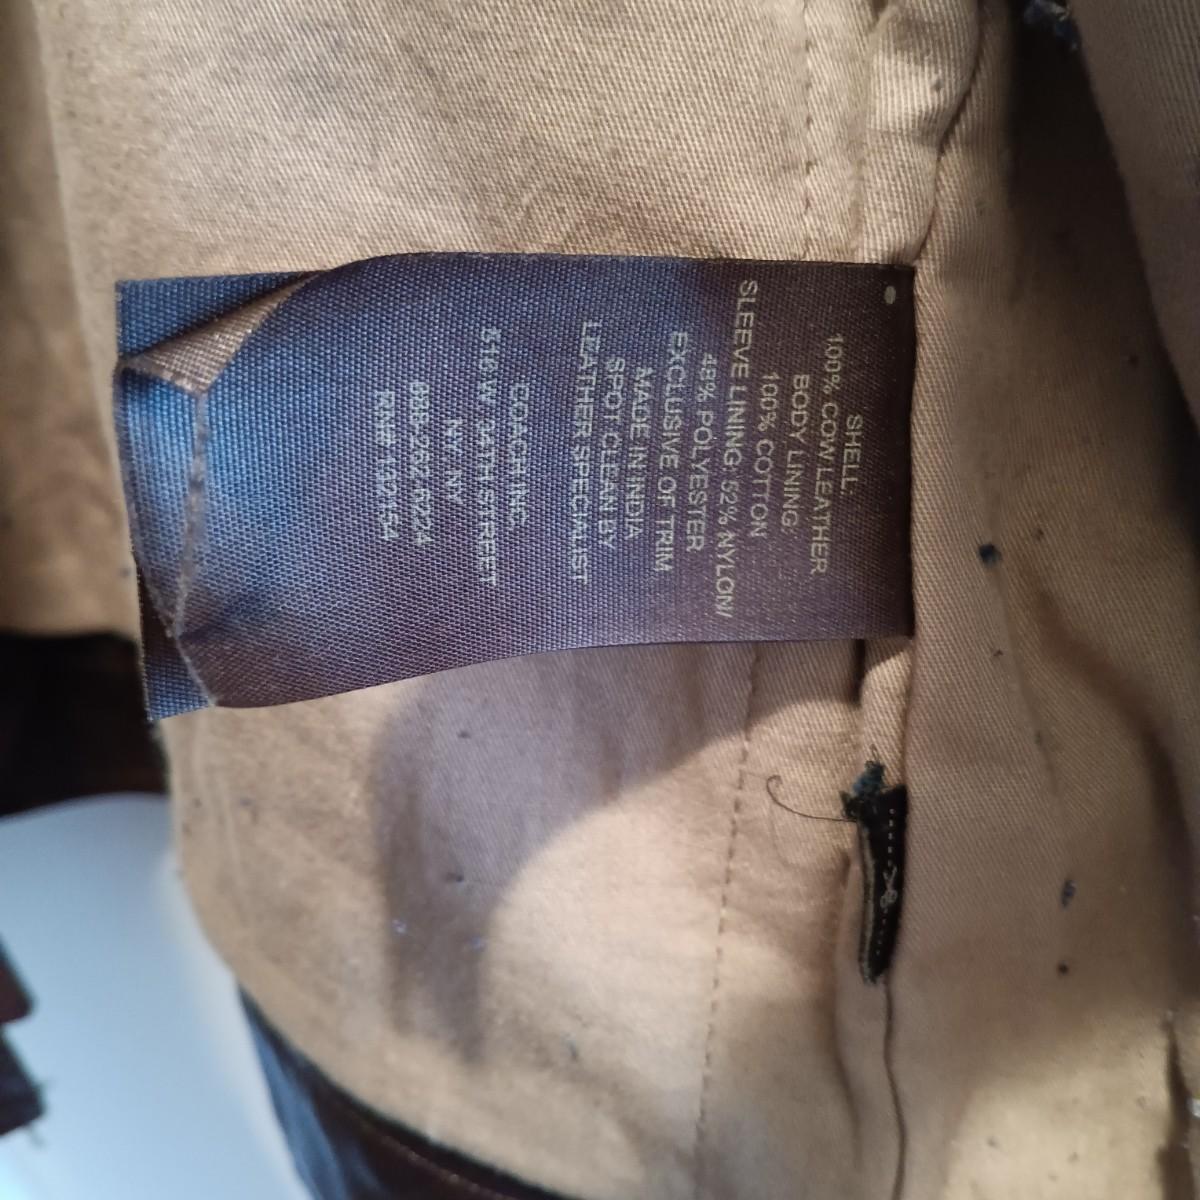 SHELL:
100% COW LEATHER
BODY LINING:
100% COTTON
SLEEVE LINING: 52% NYLON/
48% POLYESTER
EXCLUSIVE OF TRIM
MADE IN INDIA
SPOT CLEAN BY
LEATHER SPECIALIST
COACH INC.
516 W. 34TH STREET
NY, NY
888-262-6224
RN# 132154